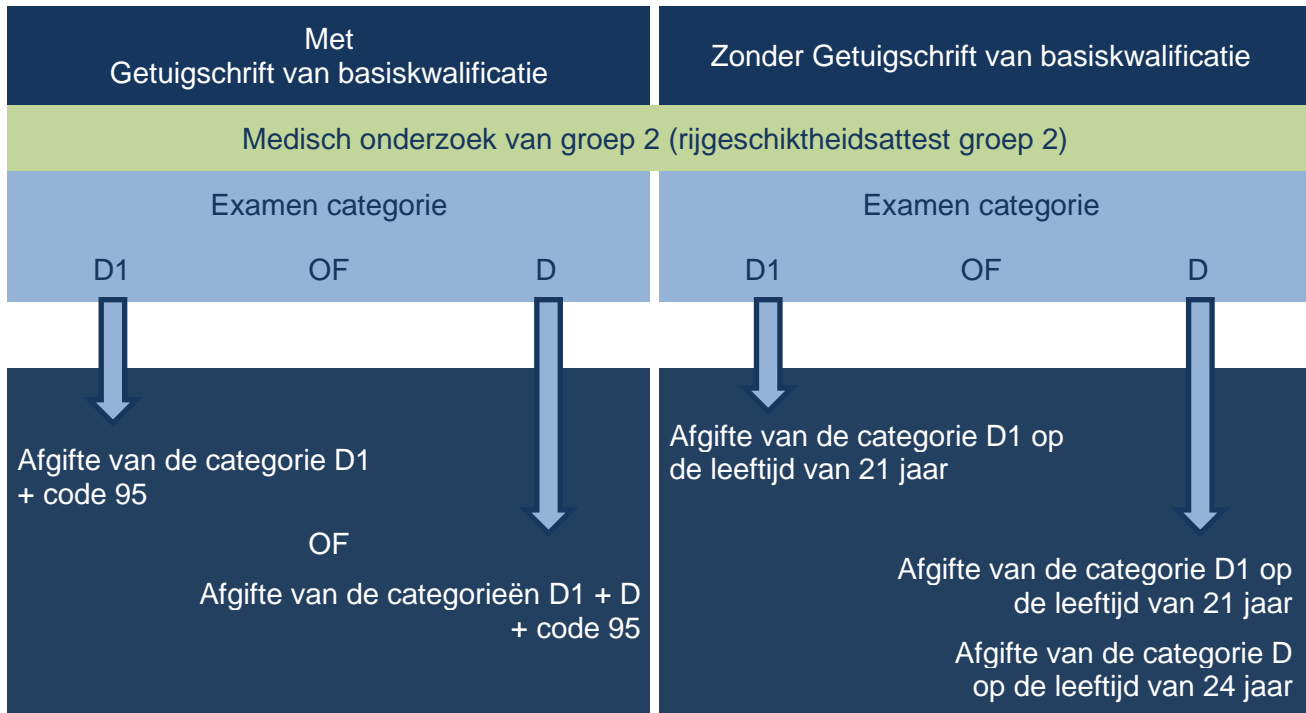 Met
Getuigschrift van basiskwalificatie
Zonder Getuigschrift van basiskwalificatie
Medisch onderzoek van groep 2 (rijgeschiktheidsattest groep 2)
Examen categorie
D1 OF D
Examen categorie
D1 OF D
Afgifte van de categorie D1
+ code 95
OF
Afgifte van de categorieën D1 + D
+ code 95
Afgifte van de categorie D1 op
de leeftijd van 21 jaar
Afgifte van de categorie D1 op
de leeftijd van 21 jaar
Afgifte van de categorie D
op de leeftijd van 24 jaar